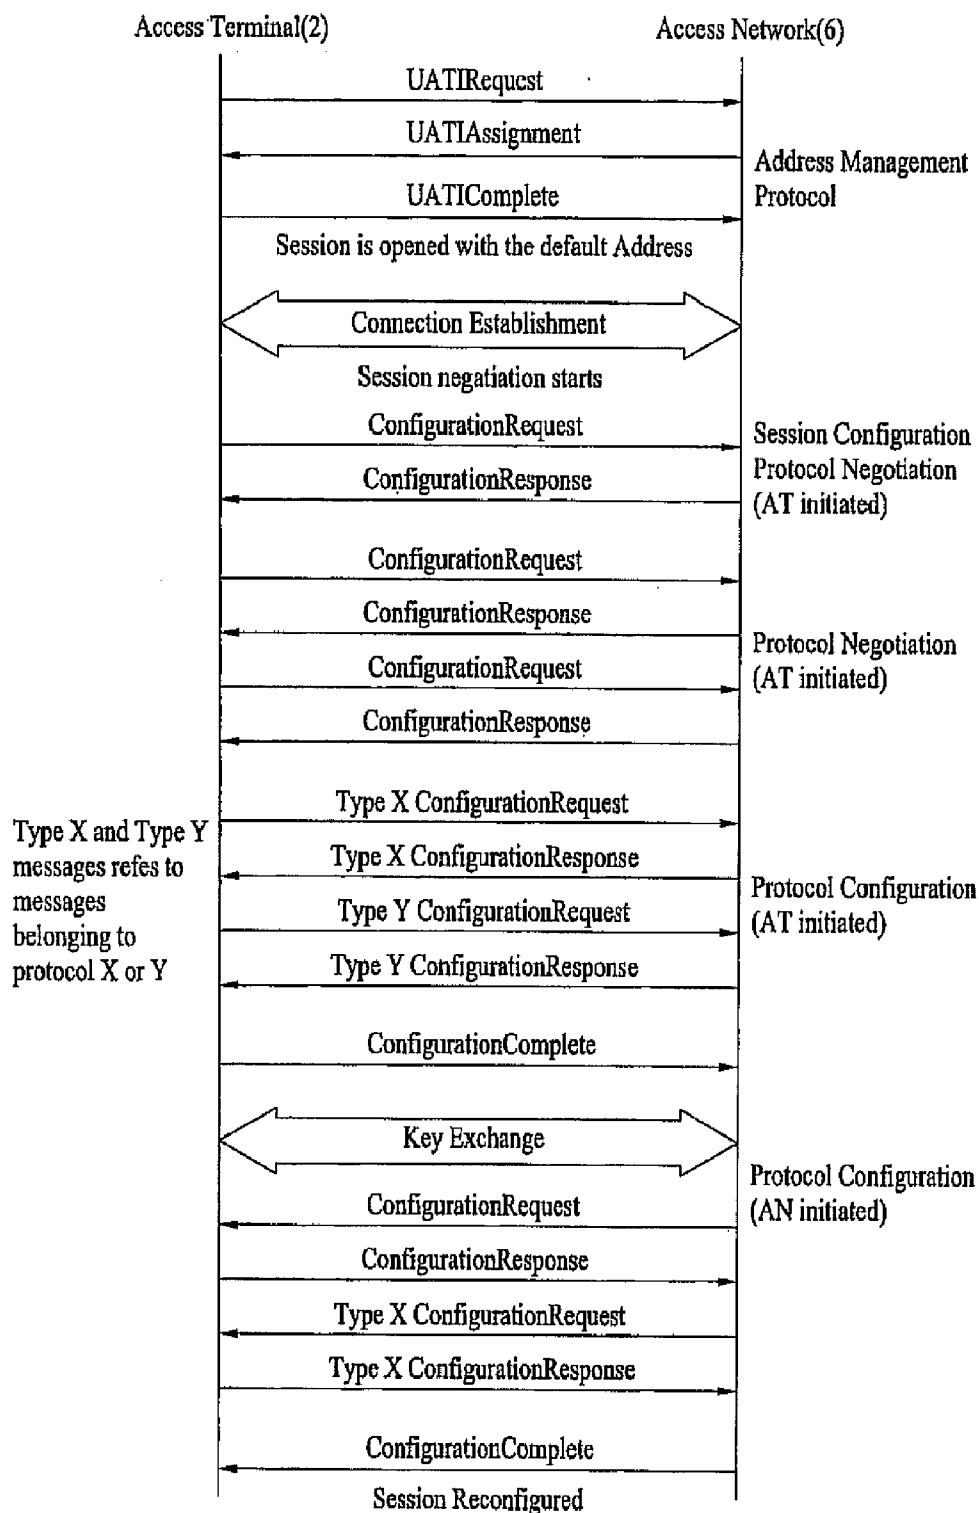 Access Terminal(2)
Access Network(6)
UATIRequest
UATIAssignment
Address Management
Protocol
UATIComplete
Session is opened with the default Address
Connection Establishment
Session negatiation starts
ConfigurationRequest
Session Configuration
Protocol Negotiation
(AT initiated)
ConfigurationResponse
ConfigurationRequest
ConfigurationResponse
Protocol Negotiation
(AT initiated)
ConfigurationRequest
ConfigurationResponse
Type X ConfigurationRequest
Type X and Type Y
messages refes to
messages
belonging to
protocol X or Y
Type X ConfigurationResponse
Protocol Configuration
(AT initiated)
Type Y ConfigurationRequest
Type Y ConfigurationResponse
ConfigurationComplete
Key Exchange
Protocol Configuration
(AN initiated)
ConfigurationRequest
ConfigurationResponse
Type X ConfigurationRequest
Type X ConfigurationResponse
ConfigurationComplete
Session Reconfigured